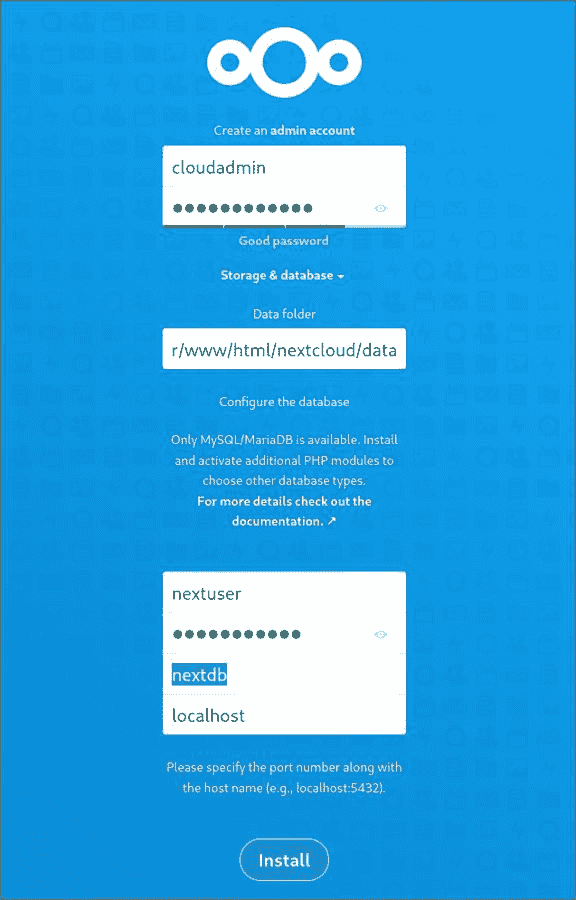 Create an admin account
cloudadmin
●●●●●●●●●●●●
Good password
Storage & database
Data folder
r/www/html/nextcloud/data
Configure the database
Only MySQL/MariaDB is available. Install
and activate additional PHP modules to
choose other database types.
For more details check out the
documentation. ↗
nextuser
●●●●●●●●●●●
nextdb
localhost
Please specify the port number along with
the host name (e.g., localhost:5432).
Install